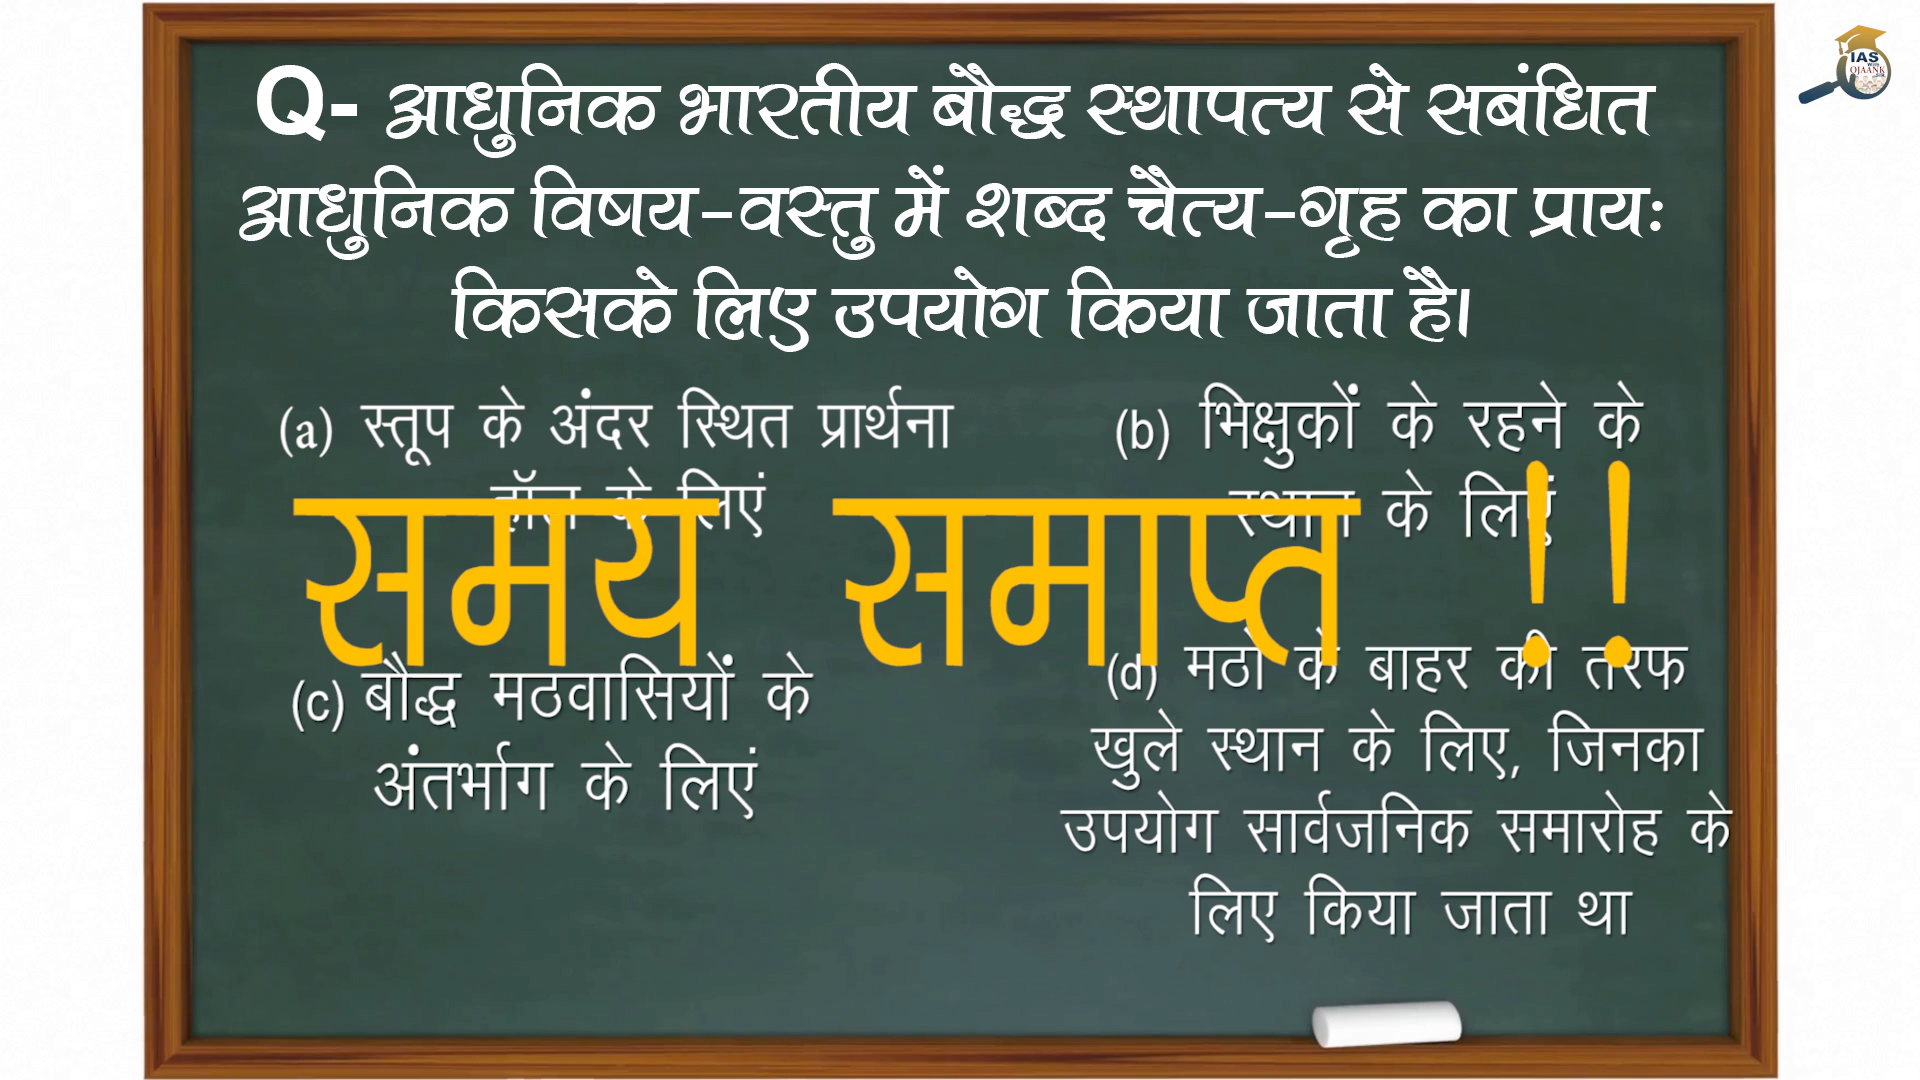 Q- आधुनिक भारतीय बौद्ध स्थापत्य से सबंधित
आधुनिक विषय-वस्तु में शब्द चैत्य-गृह का प्रायः
किसके लिए उपयोग किया जाता है।
(a) स्तूप के अंदर स्थित प्रार्थना
हॉल के लिएं
(b) भिक्षुकों के रहने के
स्थान के लिएं
समय समाप्त !!
(c) बौद्ध मठवासियों के
अंतर्भाग के लिएं
(d) मठों के बाहर की तरफ
खुले स्थान के लिए, जिनका
उपयोग सार्वजनिक समारोह के
लिए किया जाता था
IAS
With
OJAANK